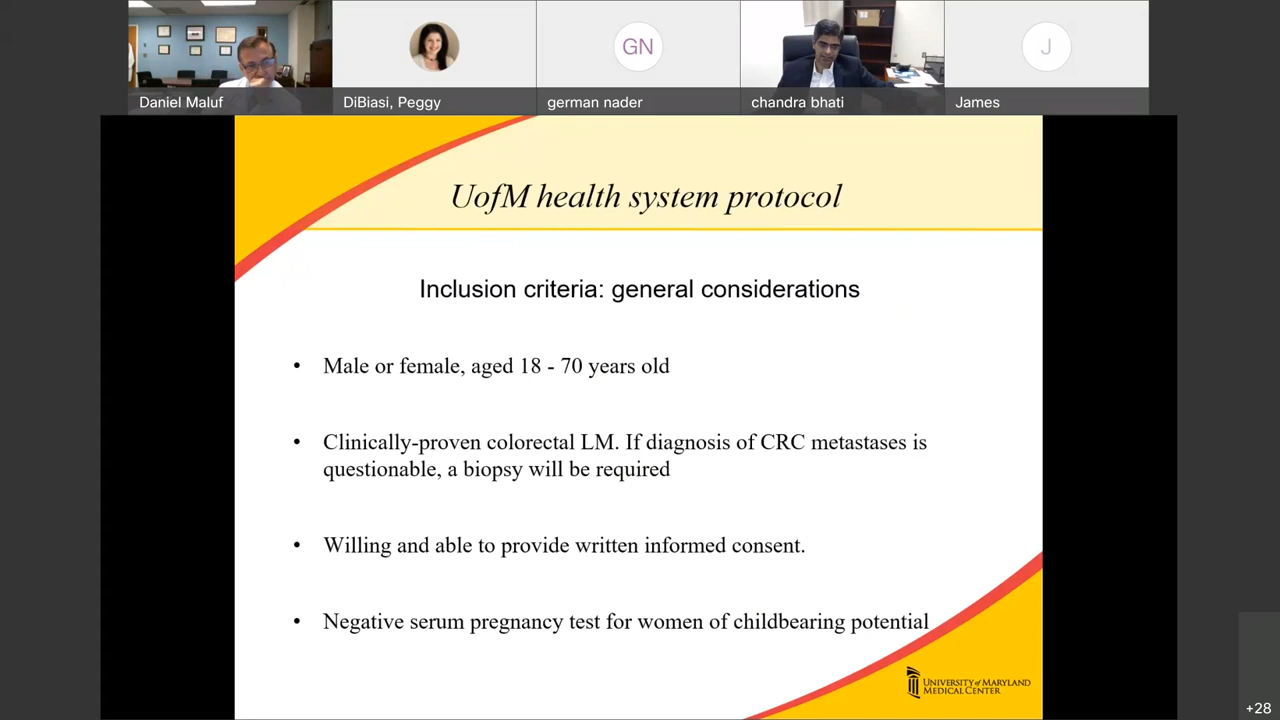 GN
J
Daniel Maluf
DiBiasi, Peggy
german nader
chandra bhati
James
UofM health system protocol
Inclusion criteria: general considerations
• Male or female, aged 18 - 70 years old
• Clinically-proven colorectal LM. If diagnosis of CRC metastases is
questionable, a biopsy will be required
• Willing and able to provide written informed consent.
• Negative serum pregnancy test for women of childbearing potential
UNIVERSITY of MARYLAND
MEDICAL CENTER
+28